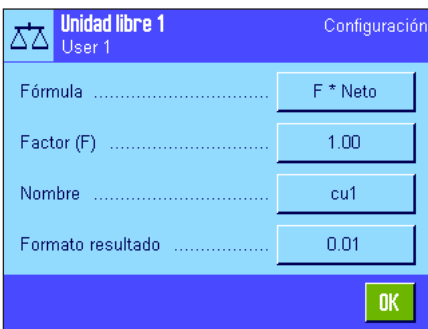 Unidad libre 1 Configuración
User 1
Fórmula ................................ F * Neto
Factor (F) ............................. 1.00
Nombre ................................ cu1
Formato resultado ................. 0.01
OK